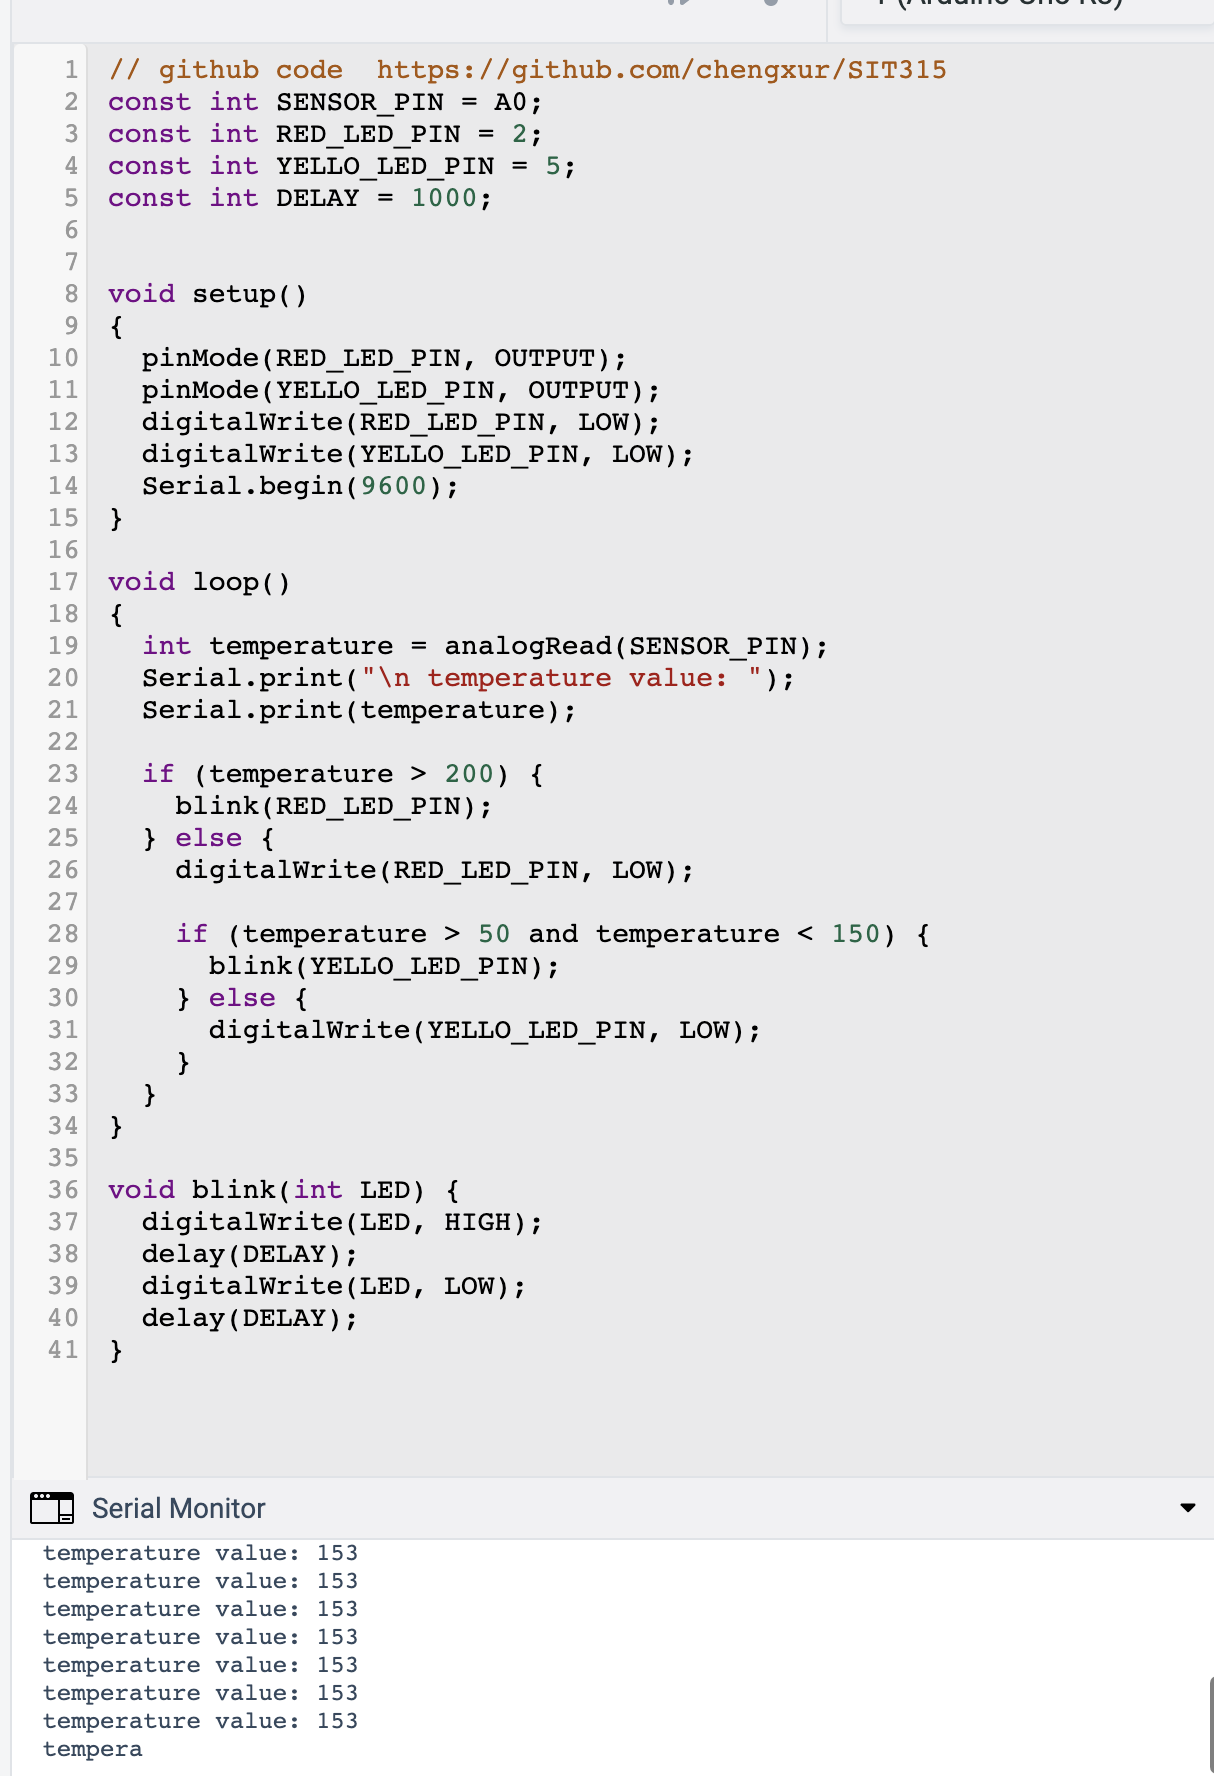 1 // github code  https://github.com/chengxur/SIT315
2 const int SENSOR_PIN = A0;
3 const int RED_LED_PIN = 2;
4 const int YELLO_LED_PIN = 5;
5 const int DELAY = 1000;
6
7
8 void setup()
9 {
10   pinMode(RED_LED_PIN, OUTPUT);
11   pinMode(YELLO_LED_PIN, OUTPUT);
12   digitalWrite(RED_LED_PIN, LOW);
13   digitalWrite(YELLO_LED_PIN, LOW);
14   Serial.begin(9600);
15 }
16
17 void loop()
18 {
19   int temperature = analogRead(SENSOR_PIN);
20   Serial.print("\n temperature value: ");
21   Serial.print(temperature);
22
23   if (temperature > 200) {
24     blink(RED_LED_PIN);
25   } else {
26     digitalWrite(RED_LED_PIN, LOW);
27
28     if (temperature > 50 and temperature < 150) {
29       blink(YELLO_LED_PIN);
30     } else {
31       digitalWrite(YELLO_LED_PIN, LOW);
32     }
33   }
34 }
35
36 void blink(int LED) {
37   digitalWrite(LED, HIGH);
38   delay(DELAY);
39   digitalWrite(LED, LOW);
40   delay(DELAY);
41 }
Serial Monitor
temperature value: 153
temperature value: 153
temperature value: 153
temperature value: 153
temperature value: 153
temperature value: 153
temperature value: 153
tempera